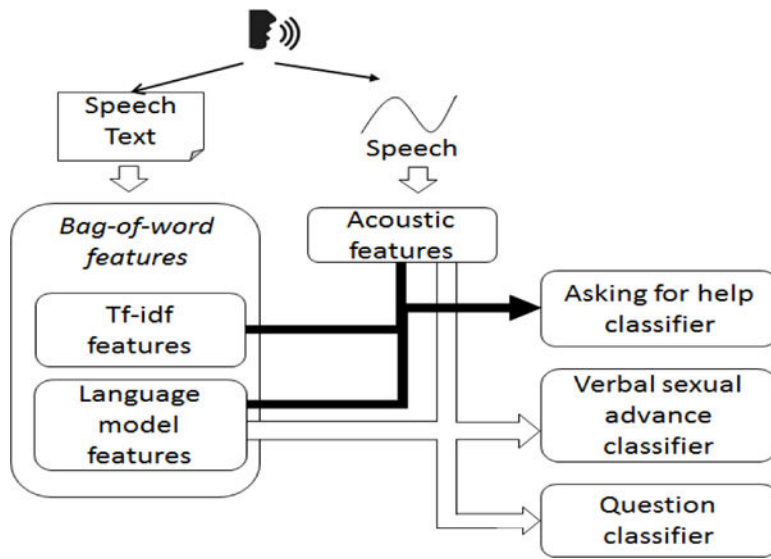 Speech
Text
Speech
Bag-of-word
features
Tf-idf
features
Language
model
features
Acoustic
features
Asking for help
classifier
Verbal sexual
advance
classifier
Question
classifier